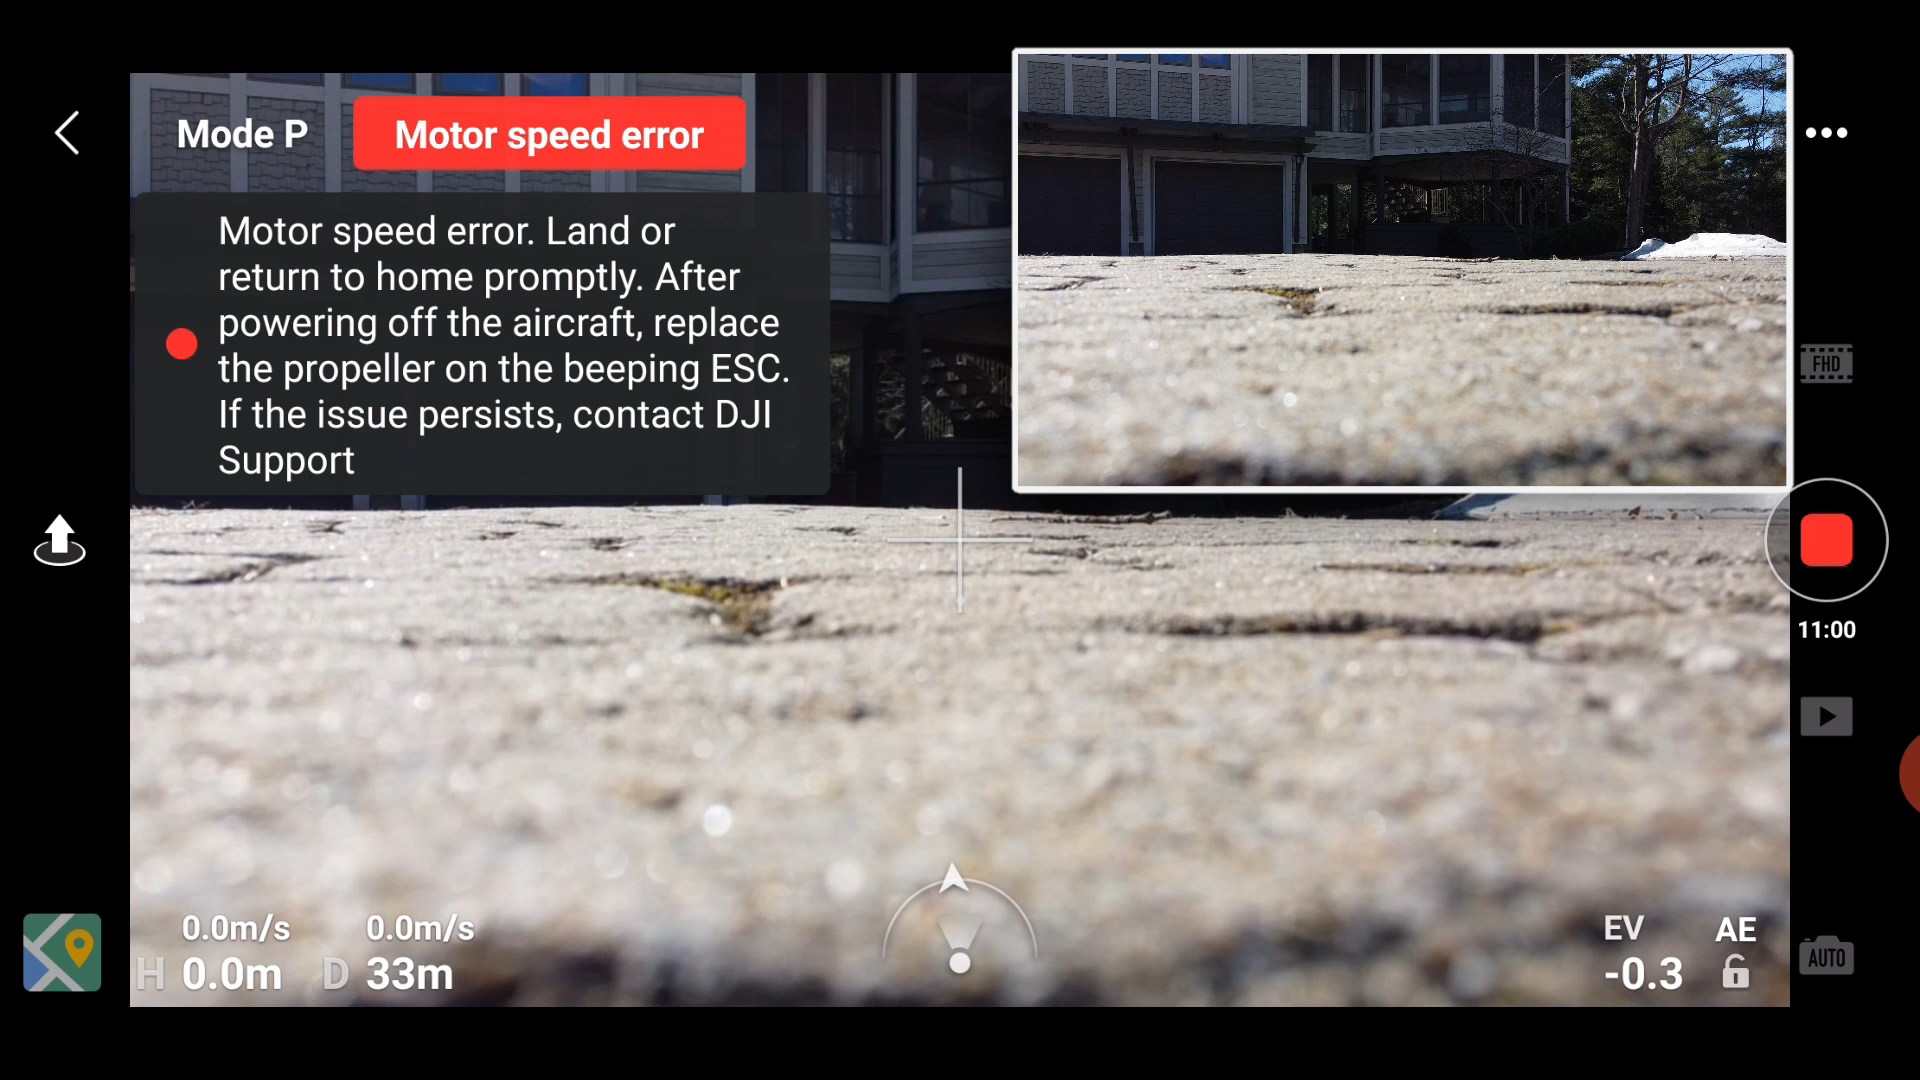 Mode P
Motor speed error
Motor speed error. Land or
return to home promptly. After
powering off the aircraft, replace
the propeller on the beeping ESC.
If the issue persists, contact DJI
Support
FHD
11:00
0.0m/s 0.0m/s
H 0.0m D 33m
EV AE
-0.3
AUTO